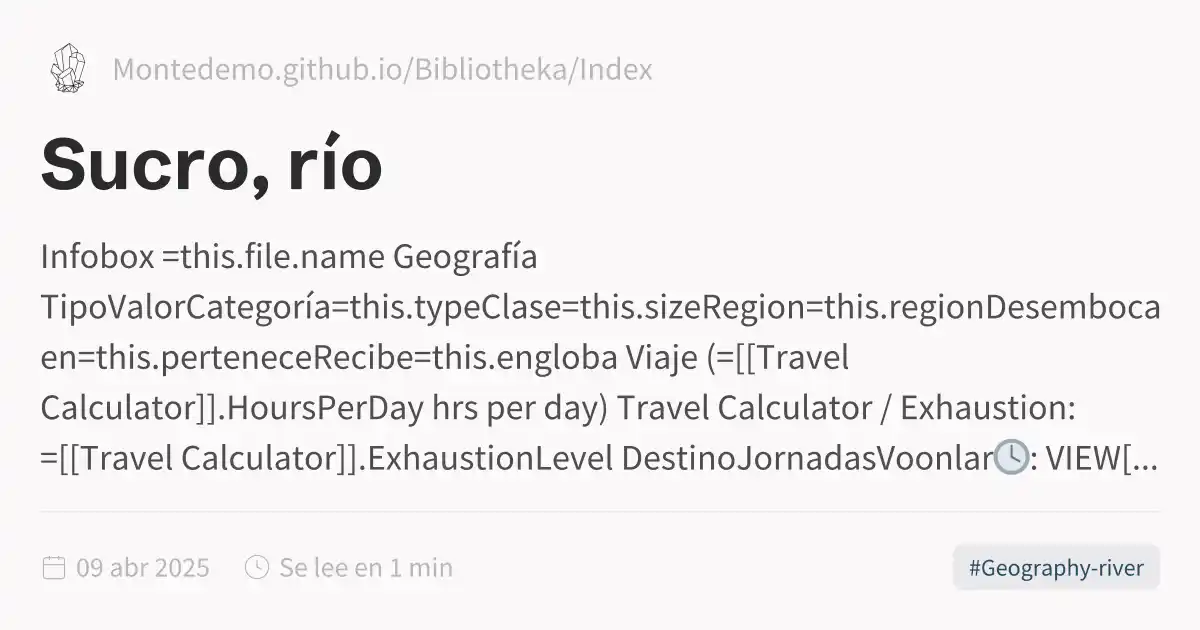 Montedemo.github.io/Bibliotheka/Index
Sucro, río
Infobox =this.file.name Geografía
TipoValorCategoría=this.typeClase=this.sizeRegion=this.regionDesemboca
en=this.perteneceRecibe=this.engloba Viaje (=[[Travel
Calculator]].HoursPerDay hrs per day) Travel Calculator / Exhaustion:
=[[Travel Calculator]].ExhaustionLevel DestinoJornadasVoonlar🕓: VIEW[...
09 abr 2025
Se lee en 1 min
#Geography-river